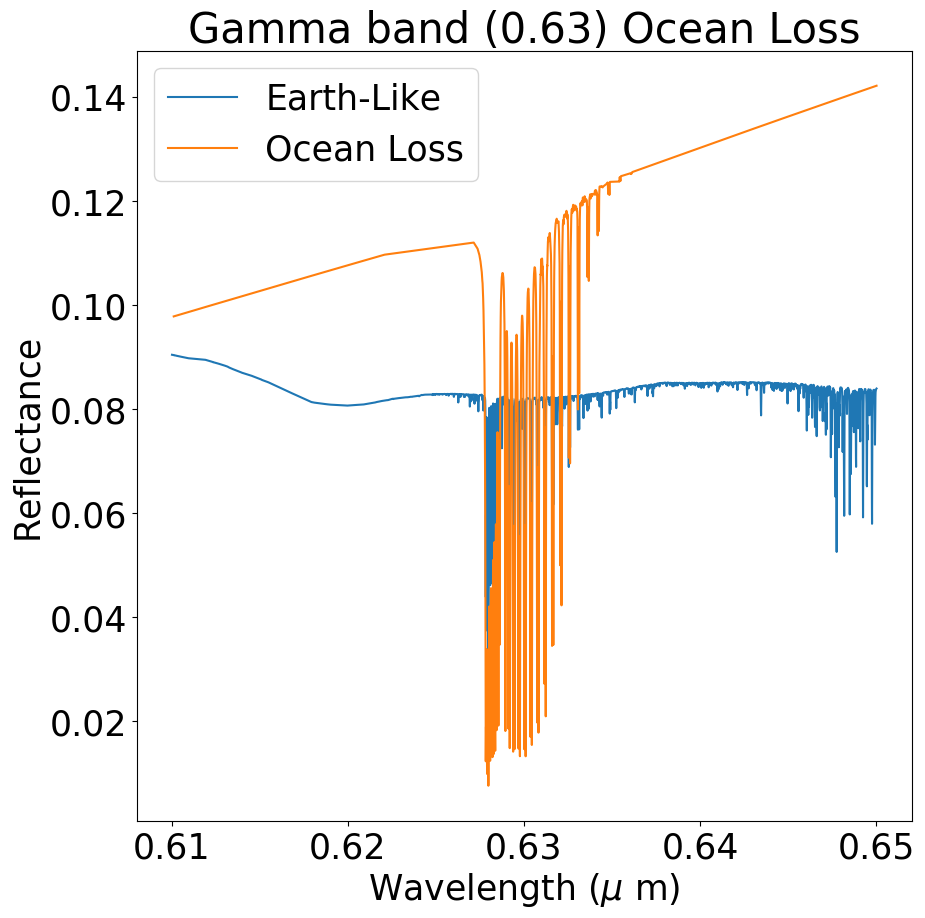 Gamma band (0.63) Ocean Loss
Earth-Like
Ocean Loss
Reflectance
0.14
0.12
0.10
0.08
0.06
0.04
0.02
0.61 0.62 0.63 0.64 0.65
Wavelength (μ m)